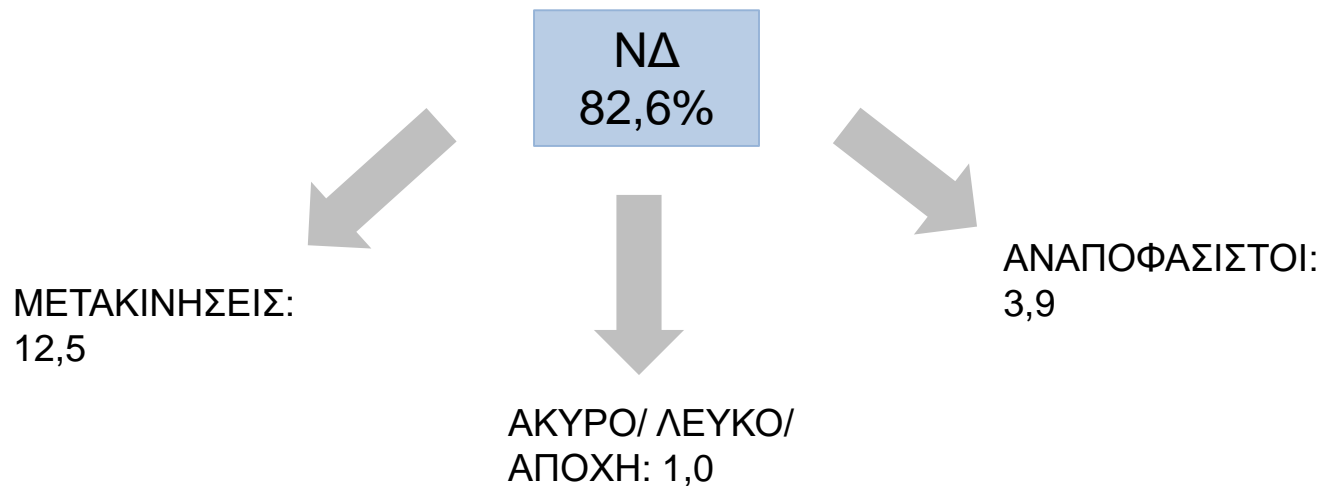 ΝΔ
82,6%
ΜΕΤΑΚΙΝΗΣΕΙΣ:
12,5
ΑΚΥΡΟ/ ΛΕΥΚΟ/
ΑΠΟΧΗ: 1,0
ΑΝΑΠΟΦΑΣΙΣΤΟΙ:
3,9